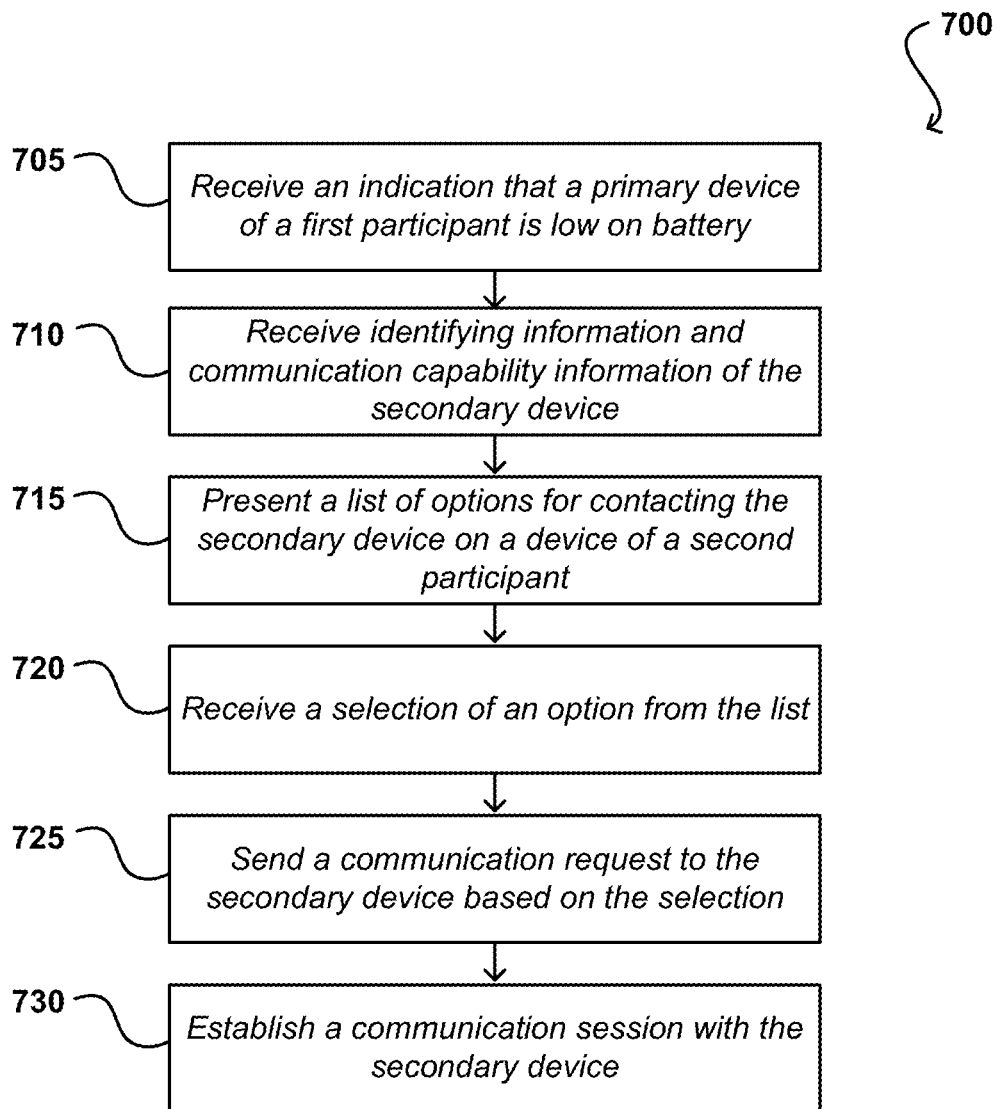 700
705
Receive an indication that a primary device
of a first participant is low on battery
710
Receive identifying information and
communication capability information of the
secondary device
715
Present a list of options for contacting the
secondary device on a device of a second
participant
720
Receive a selection of an option from the list
725
Send a communication request to the
secondary device based on the selection
730
Establish a communication session with the
secondary device